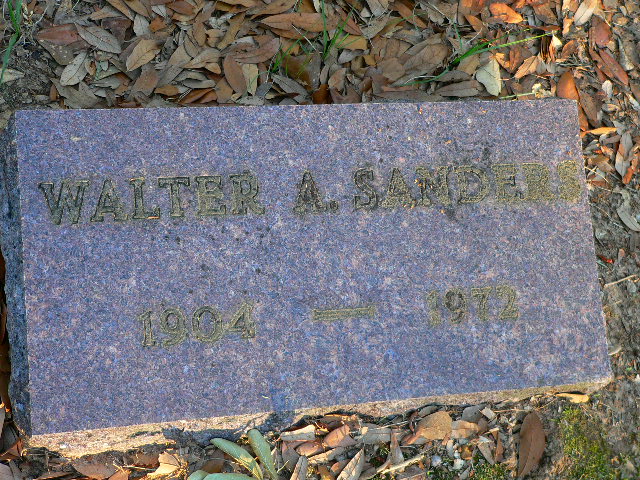 WALTER A. SANDERS
1904 — 1972